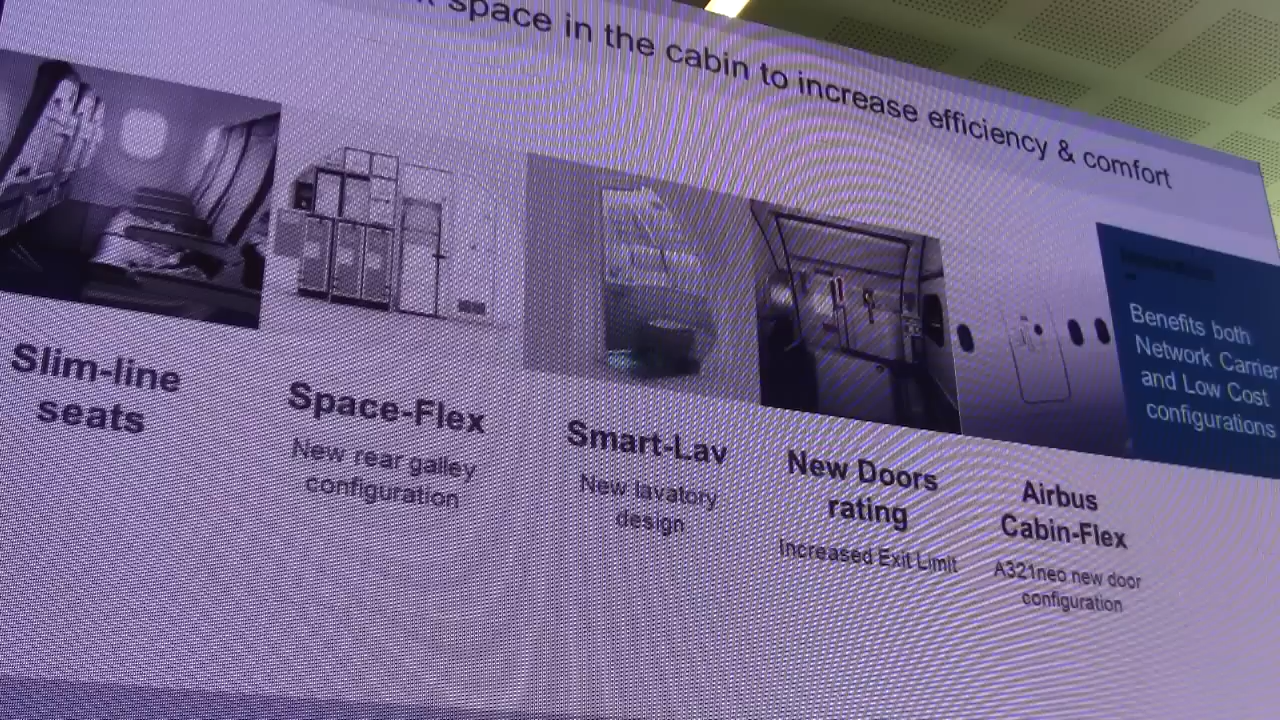 space in the cabin to increase efficiency & comfort
Slim-line
seats
Space-Flex
New rear galley
configuration
Smart-Lav
New lavatory
design
New Doors
rating
Increased Exit Limit
Airbus
Cabin-Flex
A321neo new door
configuration
Benefits both
Network Carrier
and Low Cost
configurations